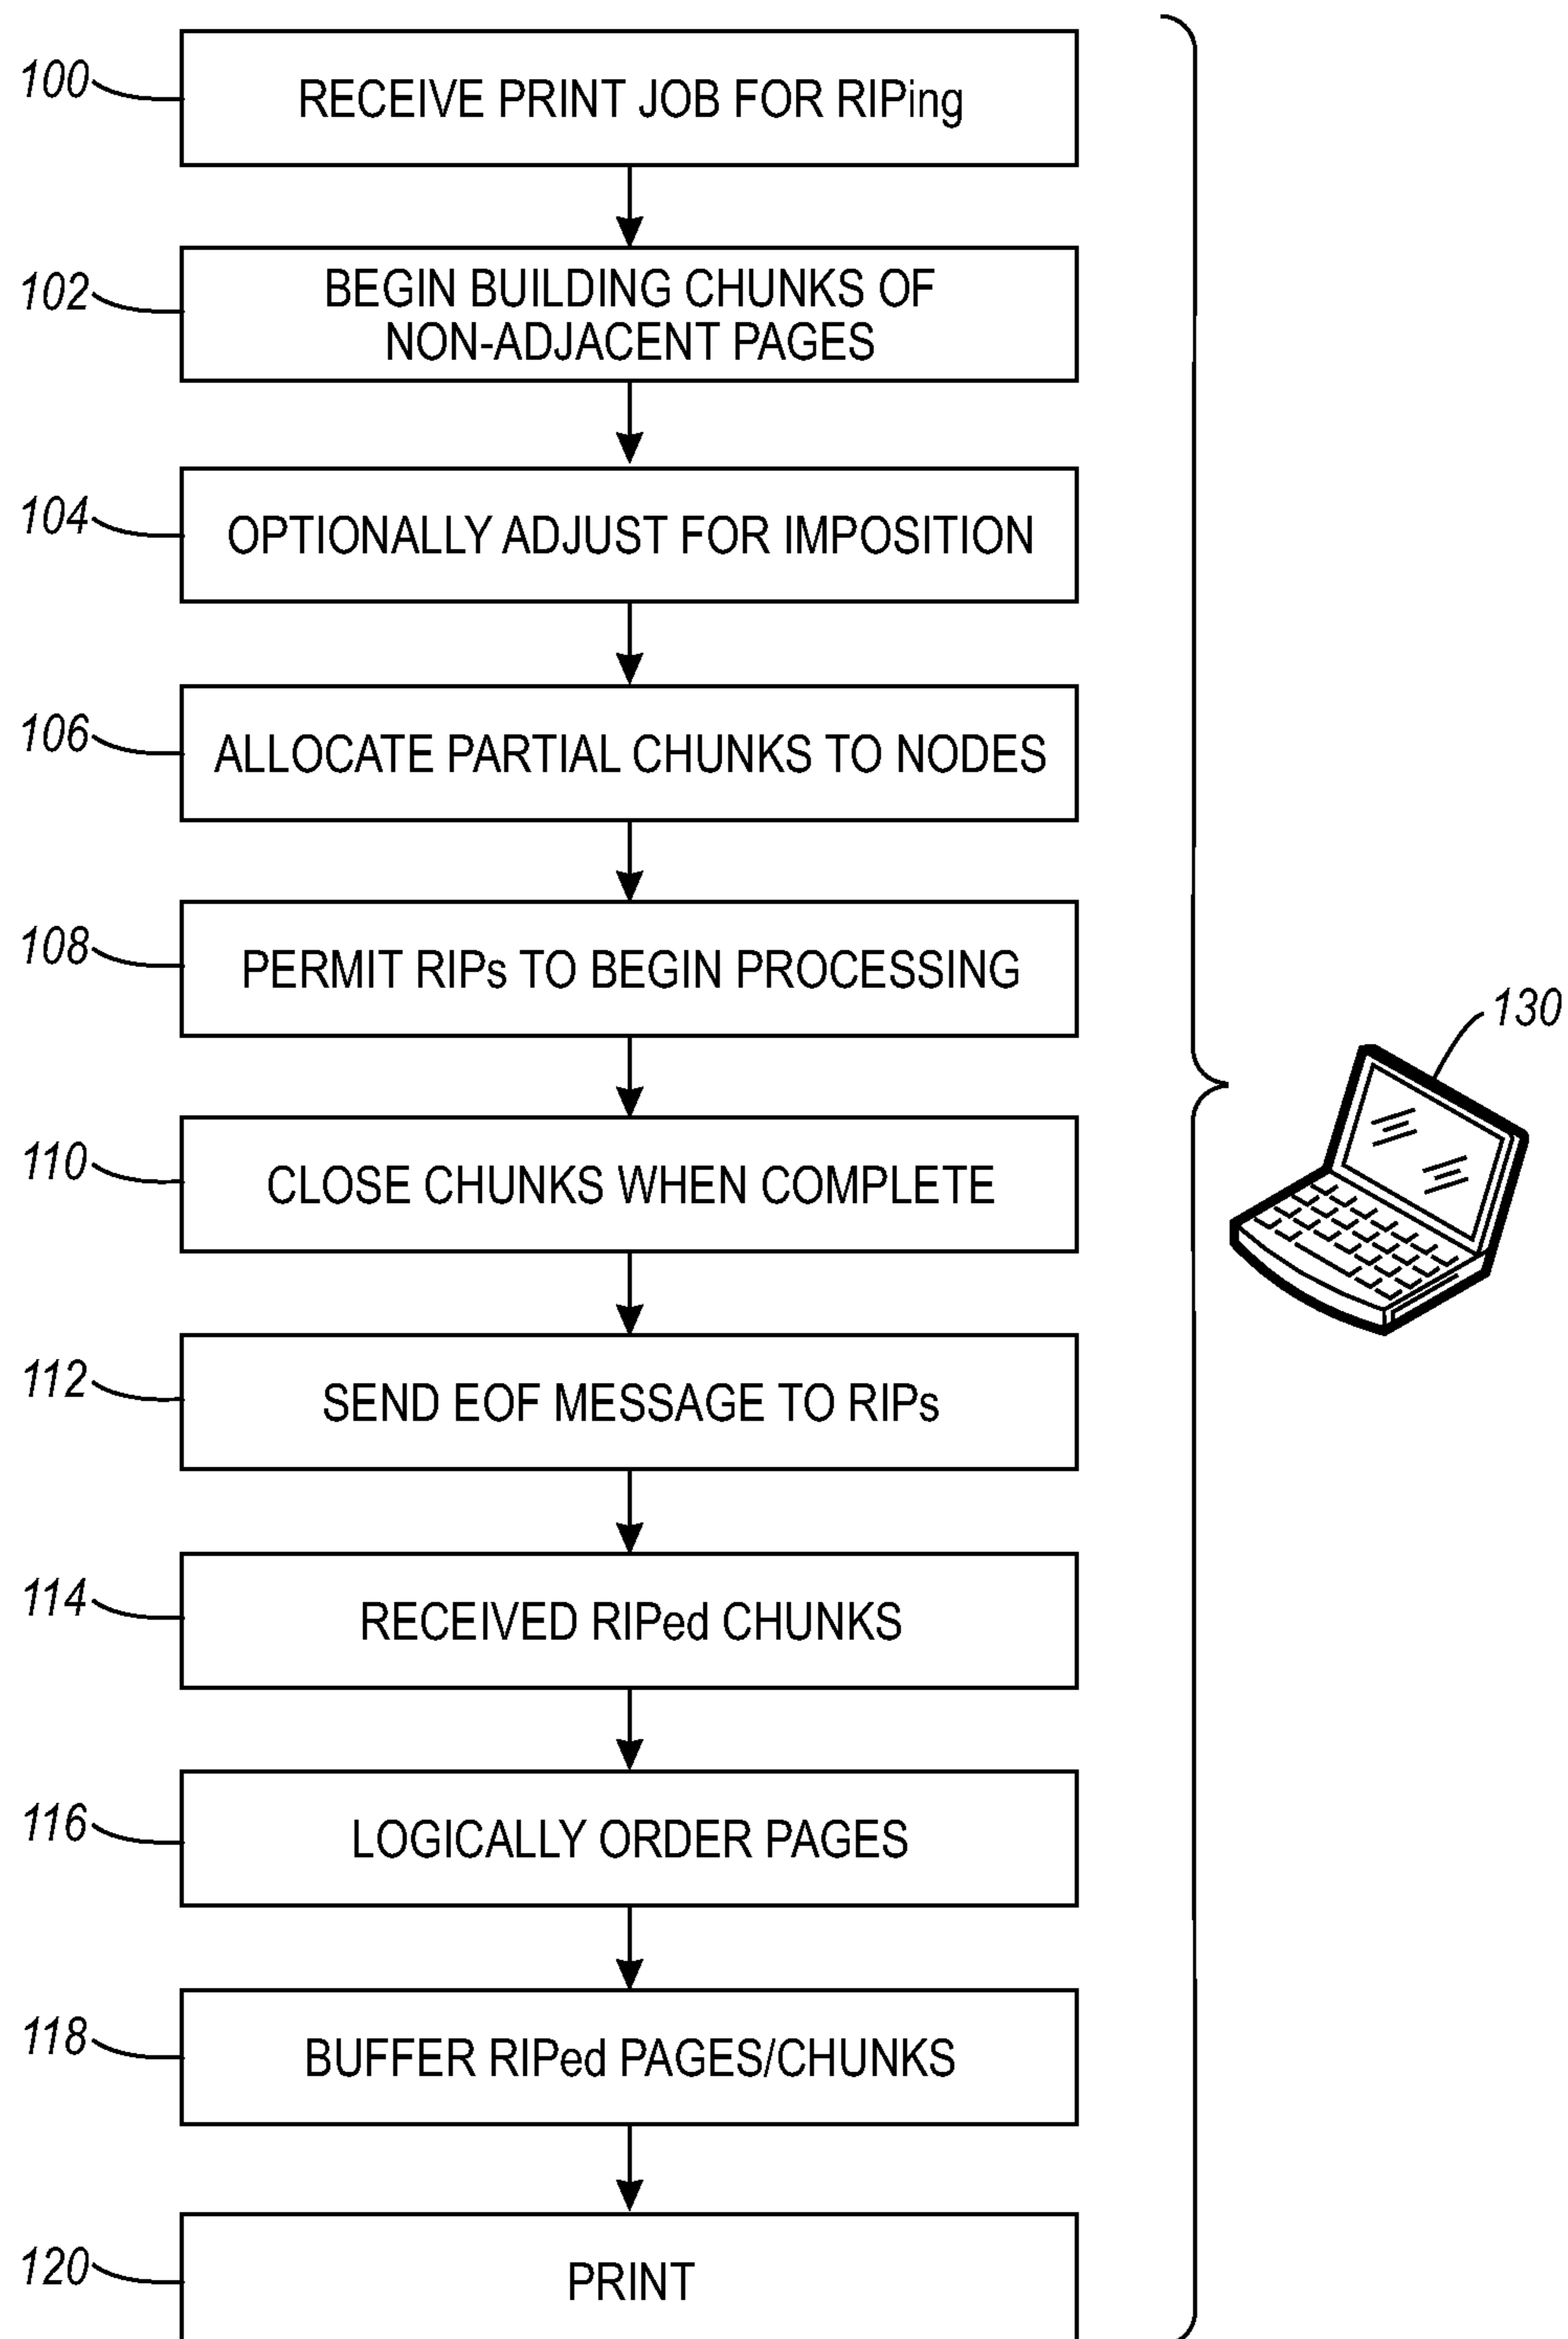 100
RECEIVE PRINT JOB FOR RIPing
102
BEGIN BUILDING CHUNKS OF
NON-ADJACENT PAGES
104
OPTIONALLY ADJUST FOR IMPOSITION
106
ALLOCATE PARTIAL CHUNKS TO NODES
108
PERMIT RIPs TO BEGIN PROCESSING
130
110
CLOSE CHUNKS WHEN COMPLETE
112
SEND EOF MESSAGE TO RIPs
114
RECEIVED RIPed CHUNKS
116
LOGICALLY ORDER PAGES
118
BUFFER RIPed PAGES/CHUNKS
120
PRINT